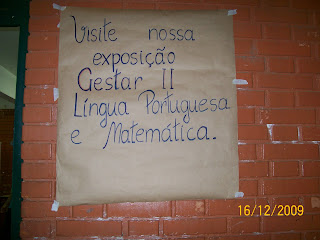 Visite nossa
exposição
Gestar II
Língua Portuguesa
e Matemática.
16/12/2009